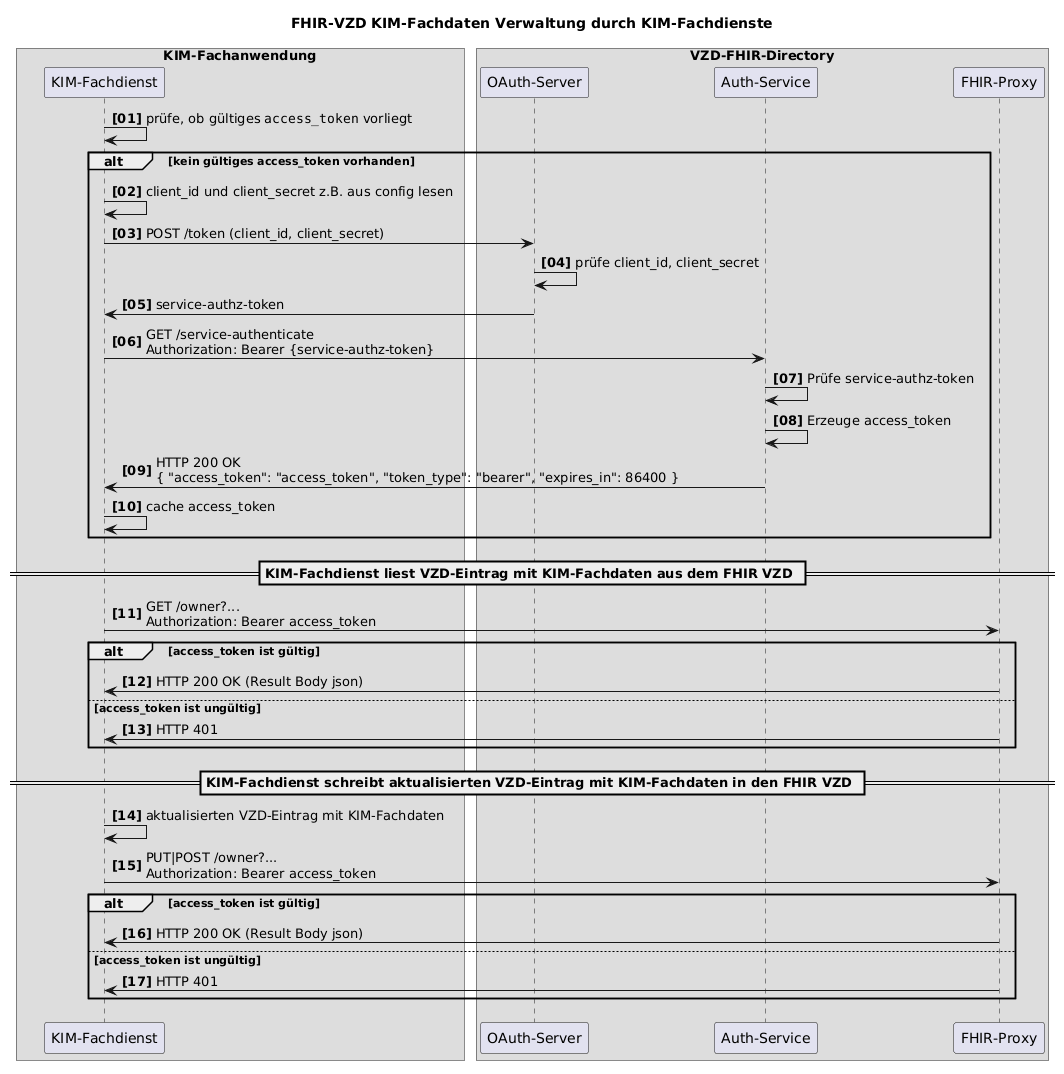 FHIR-VZD KIM-Fachdaten Verwaltung durch KIM-Fachdienste
KIM-Fachanwendung
VZD-FHIR-Directory
KIM-Fachdienst
OAuth-Server
Auth-Service
FHIR-Proxy
[01] prüfe, ob gültiges access_token vorliegt
alt [kein gültiges access_token vorhanden]
[02] client_id und client_secret z.B. aus config lesen
[03] POST /token (client_id, client_secret)
[04] prüfe client_id, client_secret
[05] service-authz-token
[06] GET /service-authenticate
Authorization: Bearer {service-authz-token}
[07] Prüfe service-authz-token
[08] Erzeuge access_token
[09] HTTP 200 OK
{ "access_token": "access_token", "token_type": "bearer", "expires_in": 86400 }
[10] cache access_token
KIM-Fachdienst liest VZD-Eintrag mit KIM-Fachdaten aus dem FHIR VZD
[11] GET /owner?...
Authorization: Bearer access_token
alt [access_token ist gültig]
[12] HTTP 200 OK (Result Body json)
[access_token ist ungültig]
[13] HTTP 401
KIM-Fachdienst schreibt aktualisierten VZD-Eintrag mit KIM-Fachdaten in den FHIR VZD
[14] aktualisierten VZD-Eintrag mit KIM-Fachdaten
[15] PUT|POST /owner?...
Authorization: Bearer access_token
alt [access_token ist gültig]
[16] HTTP 200 OK (Result Body json)
[access_token ist ungültig]
[17] HTTP 401
KIM-Fachdienst
OAuth-Server
Auth-Service
FHIR-Proxy